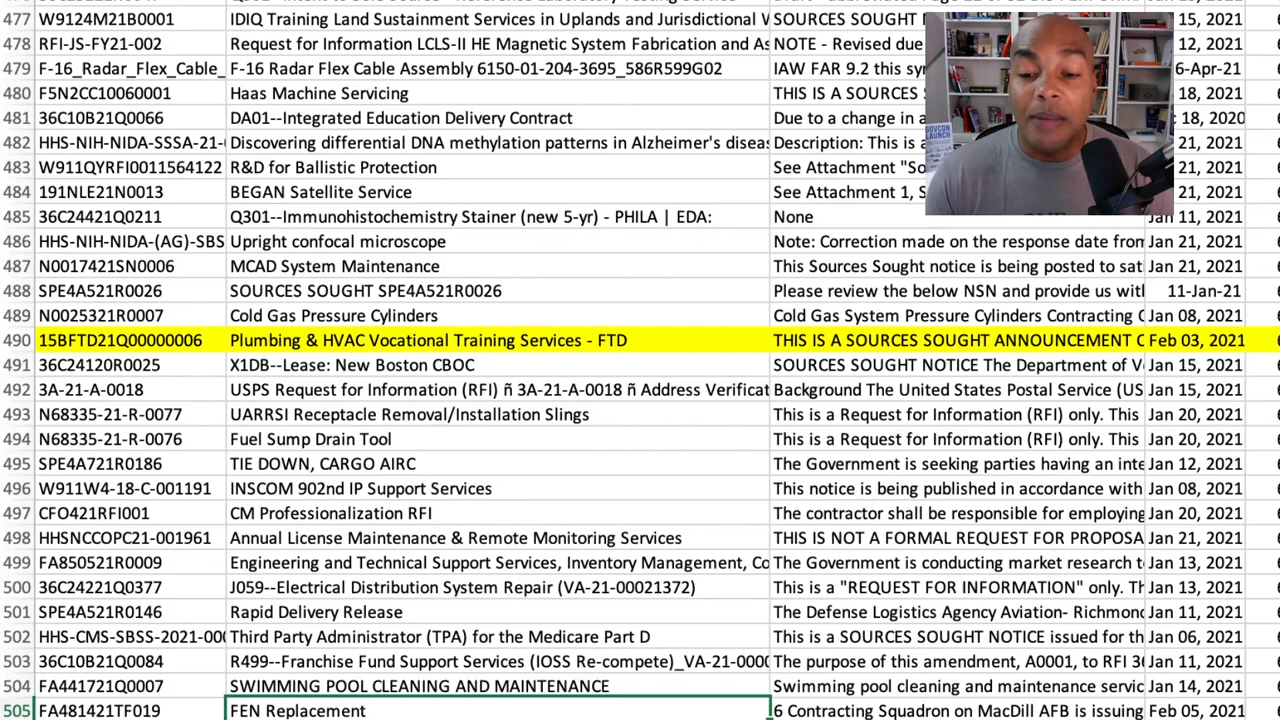 477 W9124M21B0001 IDIQ Training Land Sustainment Services in Uplands and Jurisdictional W SOURCES SOUGHT 15, 2021
478 RFI-JS-FY21-002 Request for Information LCLS-II HE Magnetic System Fabrication and As NOTE - Revised due 12, 2021
479 F-16_Radar_Flex_Cable_ F-16 Radar Flex Cable Assembly 6150-01-204-3695_586R599G02 IAW FAR 9.2 this syn 6-Apr-21
480 F5N2CC10060001 Haas Machine Servicing THIS IS A SOURCES 18, 2021
481 36C10B21Q0066 DA01--Integrated Education Delivery Contract Due to a change in a 18, 2020
482 HHS-NIH-NIDA-SSSA-21- Discovering differential DNA methylation patterns in Alzheimer's diseas Description: This is a 21, 2021
483 W911QYRFI0011564122 R&D for Ballistic Protection See Attachment "So 21, 2021
484 191NLE21N0013 BEGAN Satellite Service See Attachment 1, S 21, 2021
485 36C24421Q0211 Q301--Immunohistochemistry Stainer (new 5-yr) - PHILA | EDA: None Jan 11, 2021
486 HHS-NIH-NIDA-(AG)-SBS Upright confocal microscope Note: Correction made on the response date from Jan 21, 2021
487 N0017421SN0006 MCAD System Maintenance This Sources Sought notice is being posted to sat Jan 21, 2021
488 SPE4A521R0026 SOURCES SOUGHT SPE4A521R0026 Please review the below NSN and provide us with 11-Jan-21
489 N0025321R0007 Cold Gas Pressure Cylinders Cold Gas System Pressure Cylinders Contracting Jan 08, 2021
490 15BFTD21Q00000006 Plumbing & HVAC Vocational Training Services - FTD THIS IS A SOURCES SOUGHT ANNOUNCEMENT Feb 03, 2021
491 36C24120R0025 X1DB--Lease: New Boston CBOC SOURCES SOUGHT NOTICE The Department of V Jan 15, 2021
492 3A-21-A-0018 USPS Request for Information (RFI) ñ 3A-21-A-0018 ñ Address Verificat Background The United States Postal Service (US Jan 15, 2021
493 N68335-21-R-0077 UARRSI Receptacle Removal/Installation Slings This is a Request for Information (RFI) only. This Jan 20, 2021
494 N68335-21-R-0076 Fuel Sump Drain Tool This is a Request for Information (RFI) only. This Jan 20, 2021
495 SPE4A721R0186 TIE DOWN, CARGO AIRC The Government is seeking parties having an inte Jan 12, 2021
496 W911W4-18-C-001191 INSCOM 902nd IP Support Services This notice is being published in accordance with Jan 08, 2021
497 CFO421RFI001 CM Professionalization RFI The contractor shall be responsible for employing Jan 20, 2021
498 HHSNCCOPC21-001961 Annual License Maintenance & Remote Monitoring Services THIS IS NOT A FORMAL REQUEST FOR PROPOSA Jan 21, 2021
499 FA850521R0009 Engineering and Technical Support Services, Inventory Management, Co The Government is conducting market research t Jan 13, 2021
500 36C24221Q0377 J059--Electrical Distribution System Repair (VA-21-00021372) This is a "REQUEST FOR INFORMATION" only. Th Jan 13, 2021
501 SPE4A521R0146 Rapid Delivery Release The Defense Logistics Agency Aviation- Richmond Jan 11, 2021
502 HHS-CMS-SBSS-2021-000 Third Party Administrator (TPA) for the Medicare Part D This is a SOURCES SOUGHT NOTICE issued for th Jan 06, 2021
503 36C10B21Q0084 R499--Franchise Fund Support Services (IOSS Re-compete)_VA-21-0000 The purpose of this amendment, A0001, to RFI 36 Jan 11, 2021
504 FA441721Q0007 SWIMMING POOL CLEANING AND MAINTENANCE Swimming pool cleaning and maintenance servic Jan 14, 2021
505 FA481421TF019 FEN Replacement 6 Contracting Squadron on MacDill AFB is issuing Feb 05, 2021
GOVCON
LAUNCH